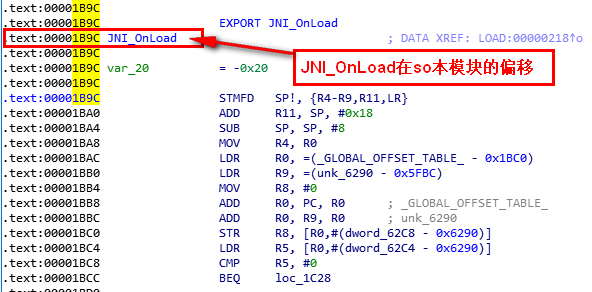 .text:00001B9C
.text:00001B9C EXPORT JNI_OnLoad
.text:00001B9C JNI_OnLoad ; DATA XREF: LOAD:00000218↑o
.text:00001B9C
JNI_OnLoad在so本模块的偏移
.text:00001B9C var_20 = -0x20
.text:00001B9C
.text:00001B9C STMFD SP!, {R4-R9,R11,LR}
.text:00001BA0 ADD R11, SP, #0x18
.text:00001BA4 SUB SP, SP, #8
.text:00001BA8 MOV R4, R0
.text:00001BAC LDR R0, =(_GLOBAL_OFFSET_TABLE_ - 0x1BC0)
.text:00001BB0 LDR R9, =(unk_6290 - 0x5FBC)
.text:00001BB4 MOV R8, #0
.text:00001BB8 ADD R0, PC, R0 ; _GLOBAL_OFFSET_TABLE_
.text:00001BBC ADD R0, R9, R0 ; unk_6290
.text:00001BC0 STR R8, [R0,#(dword_62C8 - 0x6290)]
.text:00001BC4 LDR R5, [R0,#(dword_62C4 - 0x6290)]
.text:00001BC8 CMP R5, #0
.text:00001BCC BEQ loc_1C28
.text:00001BD0